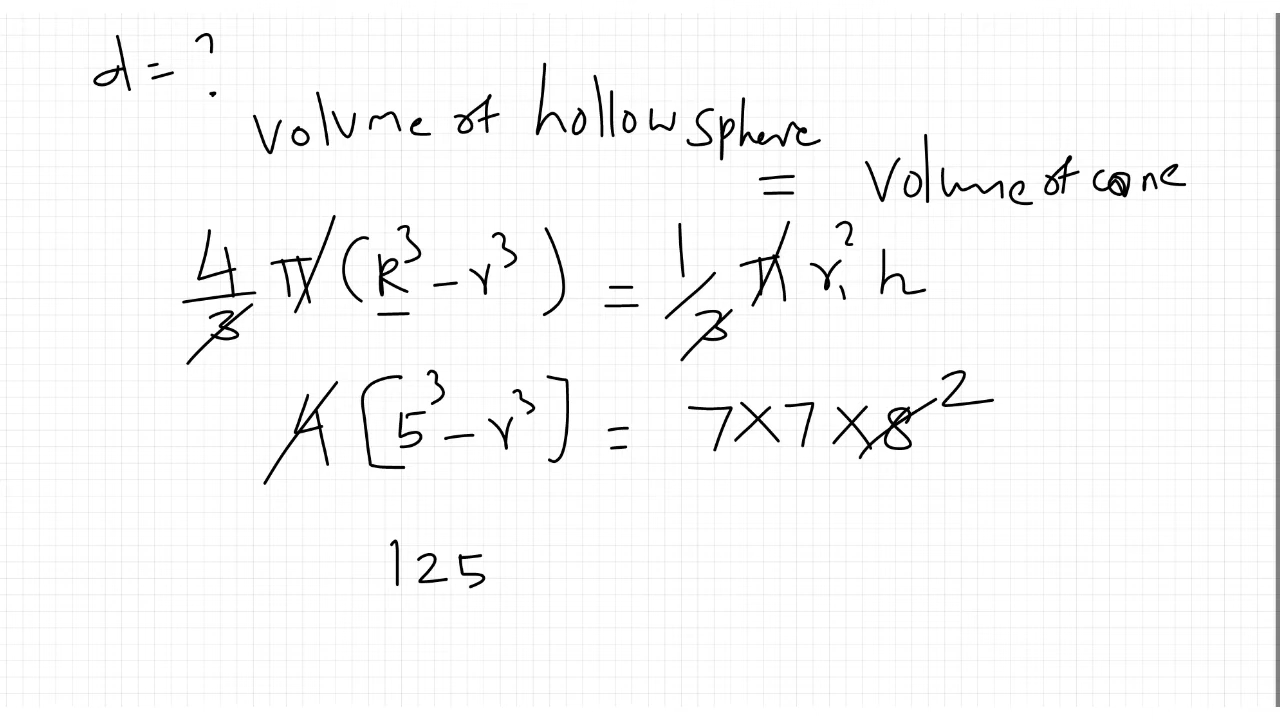 d = ?
Volume of hollow sphere
= Volume of cone
4/3 π (R³ - r³) = 1/3 π r₁² h
4 [5³ - r³] = 7 × 7 × 8 2
125